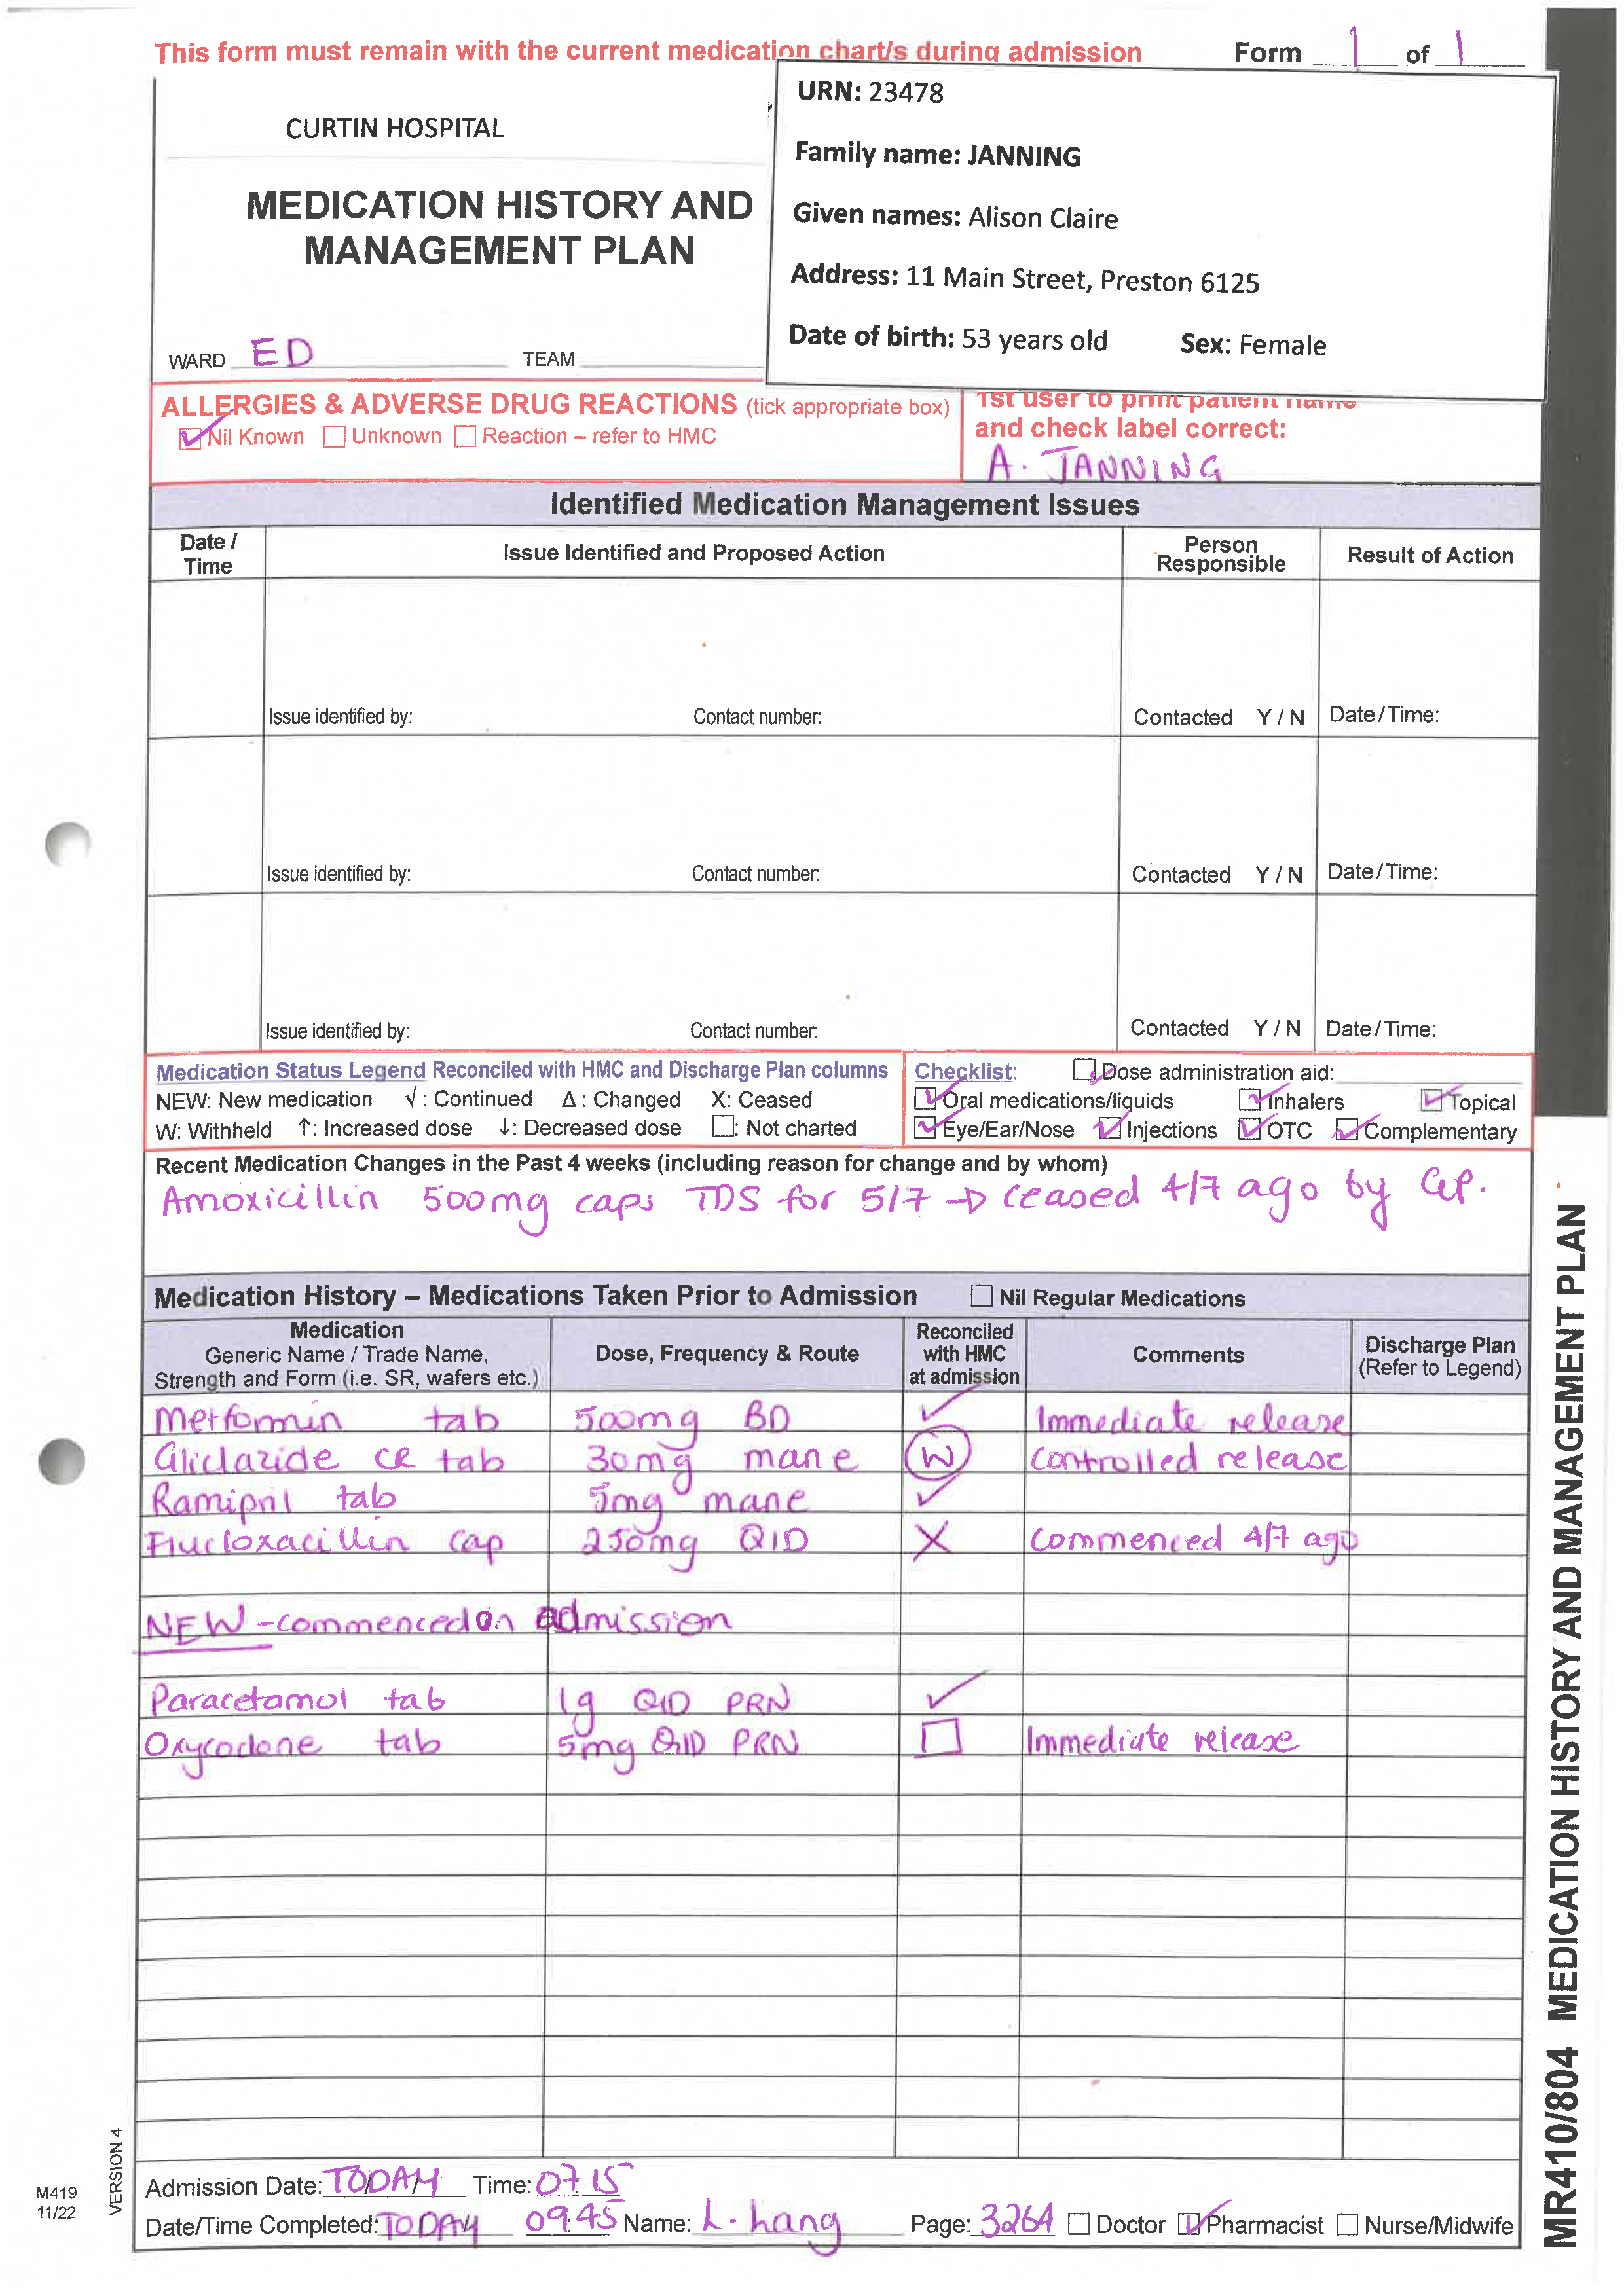 This form must remain with the current medication chart/s during admission Form 1 of 1
CURTIN HOSPITAL
MEDICATION HISTORY AND
MANAGEMENT PLAN
WARD ED TEAM
URN: 23478
Family name: JANNING
Given names: Alison Claire
Address: 11 Main Street, Preston 6125
Date of birth: 53 years old Sex: Female
ALLERGIES & ADVERSE DRUG REACTIONS (tick appropriate box)
Nil Known Unknown Reaction – refer to HMC
1st user to print patient name
and check label correct:
A. JANNING
Identified Medication Management Issues
Date / Time Issue Identified and Proposed Action Person Responsible Result of Action
Issue identified by: Contact number: Contacted Y / N Date/Time:
Issue identified by: Contact number: Contacted Y / N Date/Time:
Issue identified by: Contact number: Contacted Y / N Date/Time:
Medication Status Legend Reconciled with HMC and Discharge Plan columns
NEW: New medication √ : Continued Δ : Changed X: Ceased
W: Withheld ↑: Increased dose ↓: Decreased dose ☐: Not charted
Checklist: Dose administration aid:
Oral medications/liquids Inhalers Topical
Eye/Ear/Nose Injections OTC Complementary
Recent Medication Changes in the Past 4 weeks (including reason for change and by whom)
Amoxicillin 500mg caps TDS for 5/7 → ceased 4/7 ago by GP.
Medication History – Medications Taken Prior to Admission Nil Regular Medications
Medication
Generic Name / Trade Name,
Strength and Form (i.e. SR, wafers etc.)
Dose, Frequency & Route
Reconciled
with HMC
at admission
Comments
Discharge Plan
(Refer to Legend)
Metformin tab 500mg BD ✓ Immediate release
Gliclazide CR tab 30mg mane W controlled release
Ramipril tab 5mg mane ✓
Flucloxacillin cap 250mg QID X commenced 4/7 ago
NEW - commenced on admission
Paracetamol tab 1g QID PRN ✓
Oxycodone tab 5mg QID PRN ☐ Immediate release
Admission Date: TODAY Time: 07.15
Date/Time Completed: TODAY 09:45 Name: L. hang Page: 3264 Doctor Pharmacist Nurse/Midwife
M419
11/22
VERSION 4
MR410/804 MEDICATION HISTORY AND MANAGEMENT PLAN